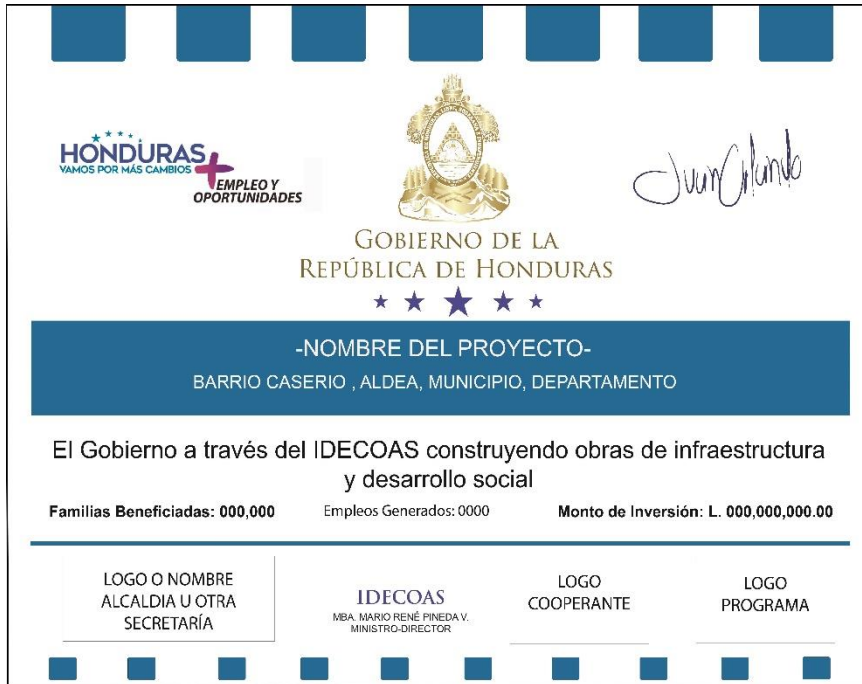 HONDURAS
VAMOS POR MÁS CAMBIOS
EMPLEO Y
OPORTUNIDADES
Juan Orlando
GOBIERNO DE LA
REPÚBLICA DE HONDURAS
-NOMBRE DEL PROYECTO-
BARRIO CASERIO , ALDEA, MUNICIPIO, DEPARTAMENTO
El Gobierno a través del IDECOAS construyendo obras de infraestructura
y desarrollo social
Familias Beneficiadas: 000,000 Empleos Generados: 0000 Monto de Inversión: L. 000,000,000.00
LOGO O NOMBRE
ALCALDIA U OTRA
SECRETARÍA
IDECOAS
MBA. MARIO RENÉ PINEDA V.
MINISTRO-DIRECTOR
LOGO
COOPERANTE
LOGO
PROGRAMA